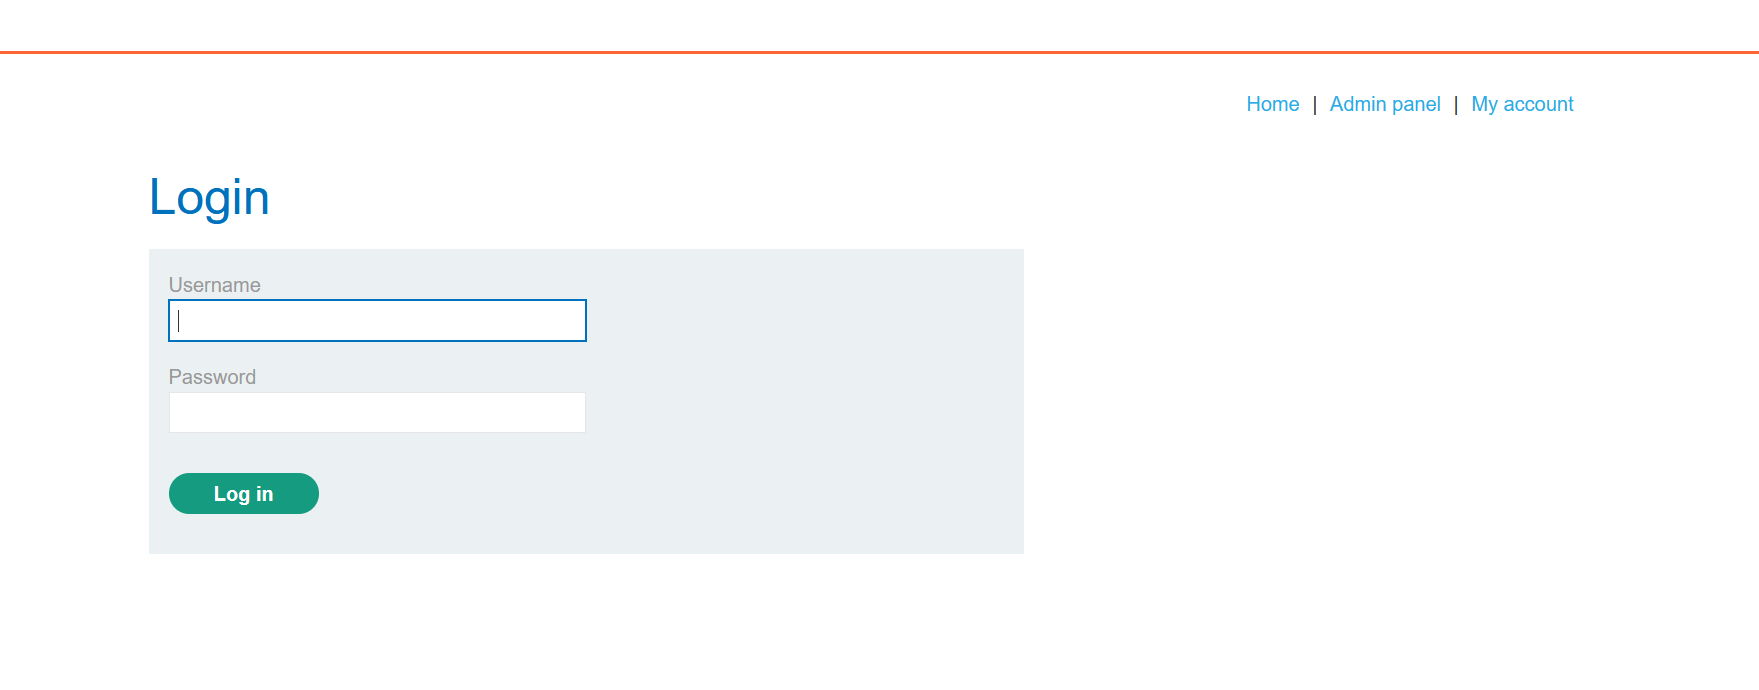 Home | Admin panel | My account
Login
Username
Password
Log in